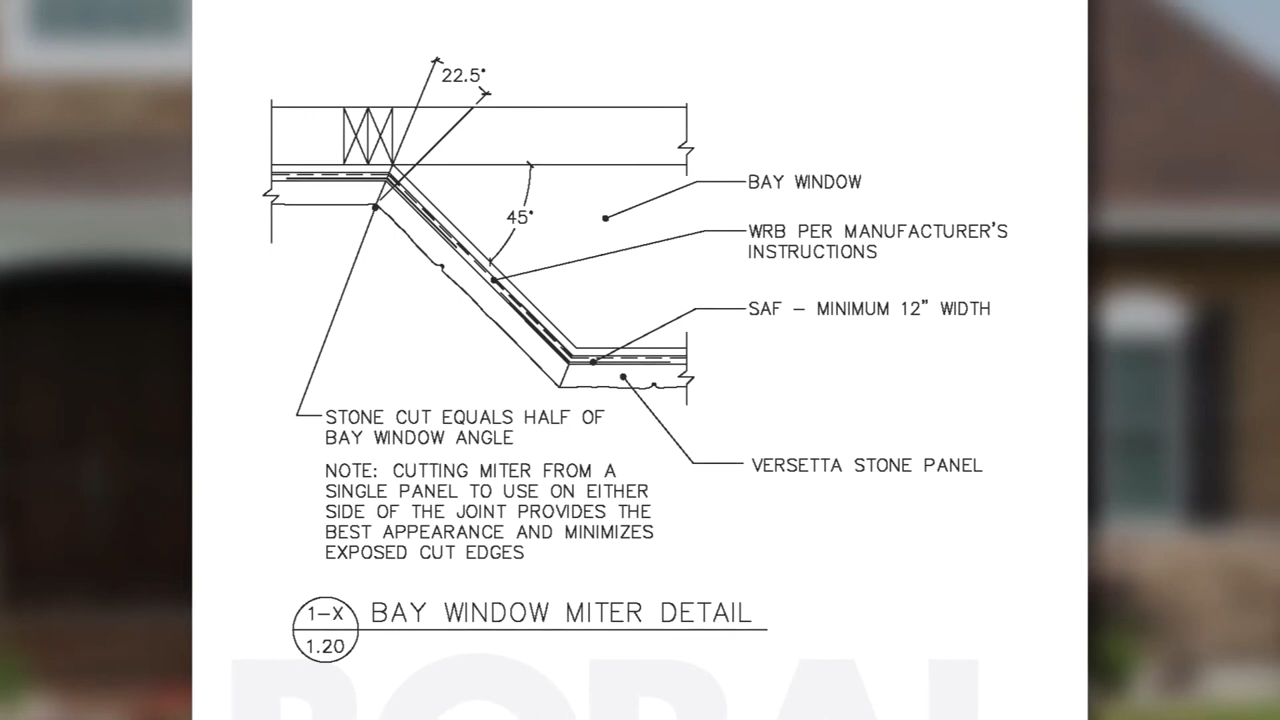 22.5°
45°
BAY WINDOW
WRB PER MANUFACTURER'S
INSTRUCTIONS
SAF – MINIMUM 12" WIDTH
STONE CUT EQUALS HALF OF
BAY WINDOW ANGLE
VERSETTA STONE PANEL
NOTE: CUTTING MITER FROM A
SINGLE PANEL TO USE ON EITHER
SIDE OF THE JOINT PROVIDES THE
BEST APPEARANCE AND MINIMIZES
EXPOSED CUT EDGES
1-X
1.20
BAY WINDOW MITER DETAIL